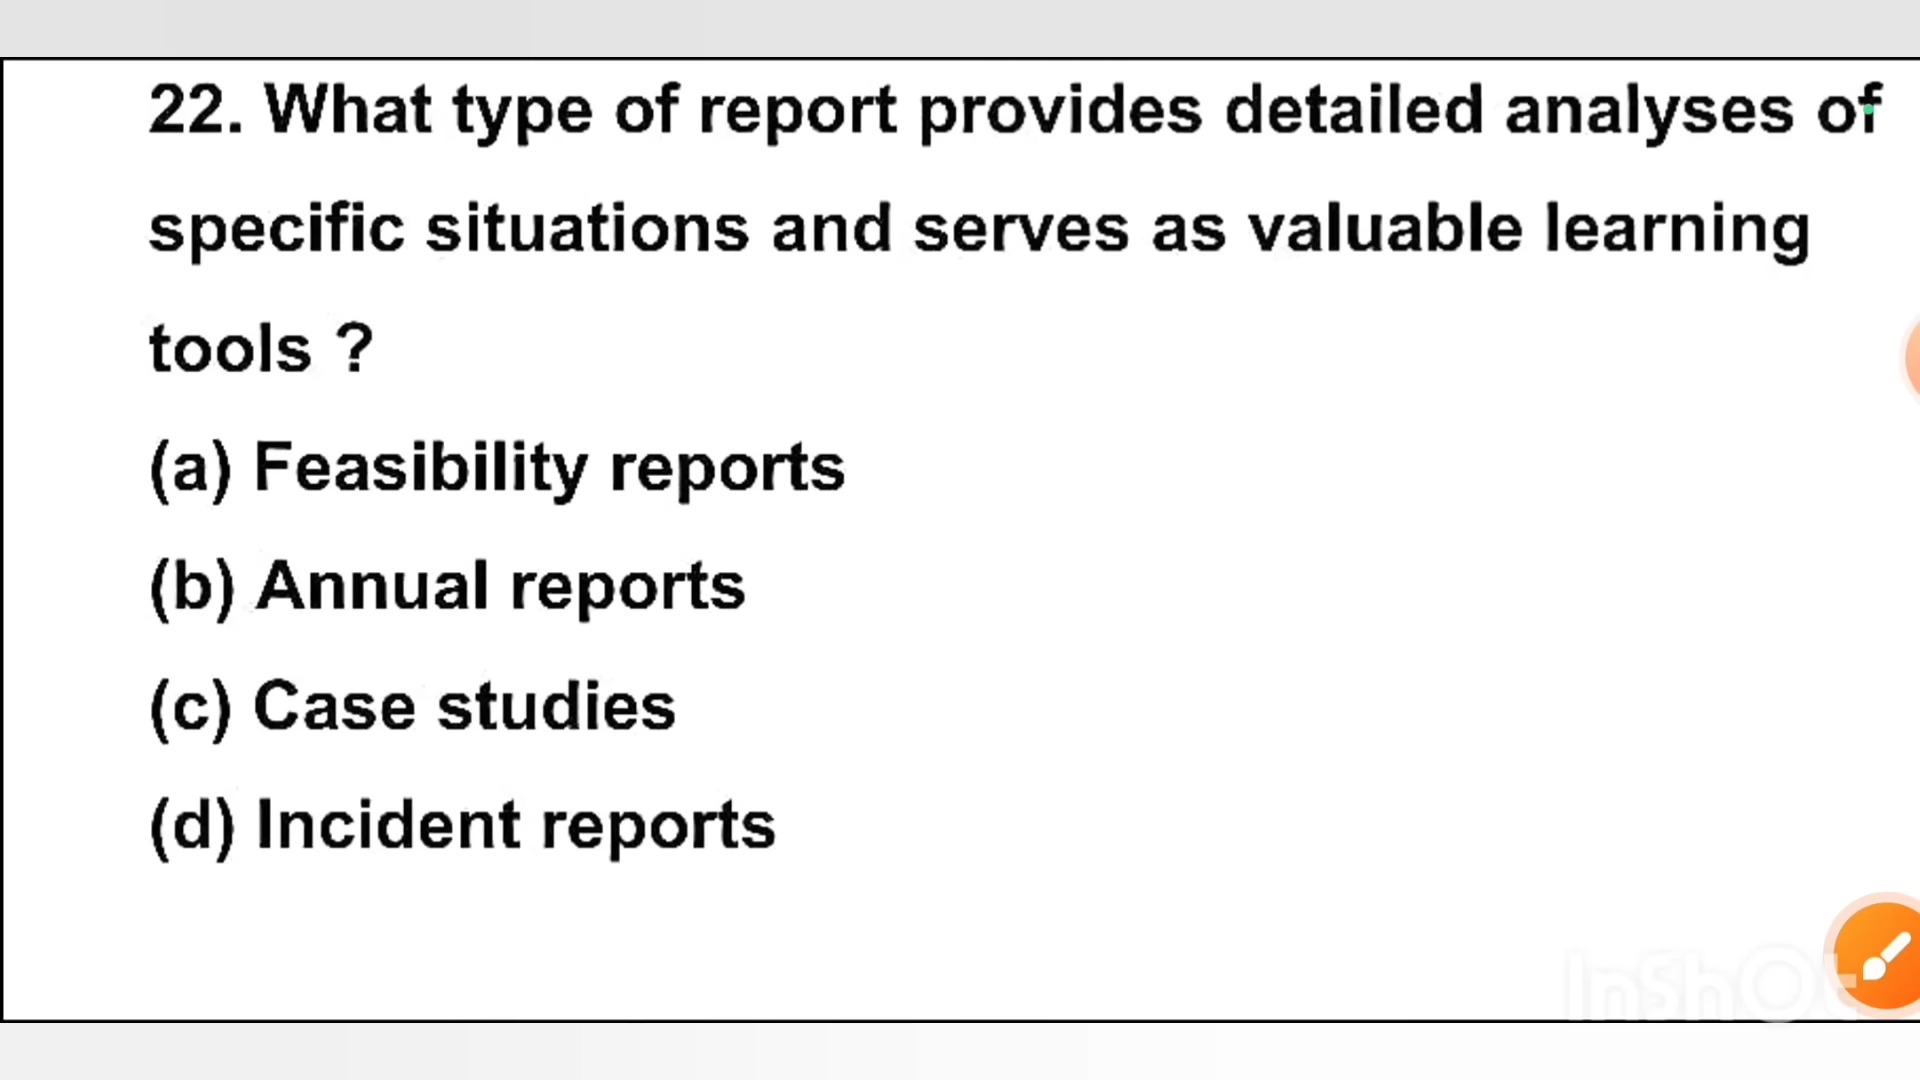 22. What type of report provides detailed analyses of
specific situations and serves as valuable learning
tools ?
(a) Feasibility reports
(b) Annual reports
(c) Case studies
(d) Incident reports
InShOt